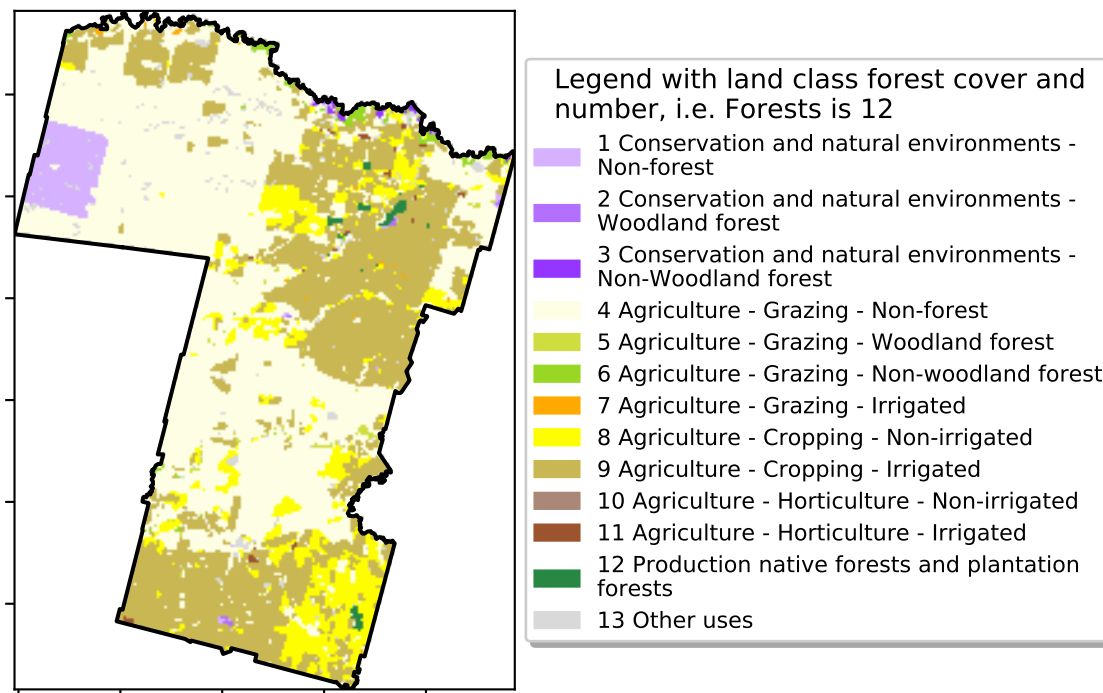 Legend with land class forest cover and
number, i.e. Forests is 12
1 Conservation and natural environments -
Non-forest
2 Conservation and natural environments -
Woodland forest
3 Conservation and natural environments -
Non-Woodland forest
4 Agriculture - Grazing - Non-forest
5 Agriculture - Grazing - Woodland forest
6 Agriculture - Grazing - Non-woodland forest
7 Agriculture - Grazing - Irrigated
8 Agriculture - Cropping - Non-irrigated
9 Agriculture - Cropping - Irrigated
10 Agriculture - Horticulture - Non-irrigated
11 Agriculture - Horticulture - Irrigated
12 Production native forests and plantation
forests
13 Other uses